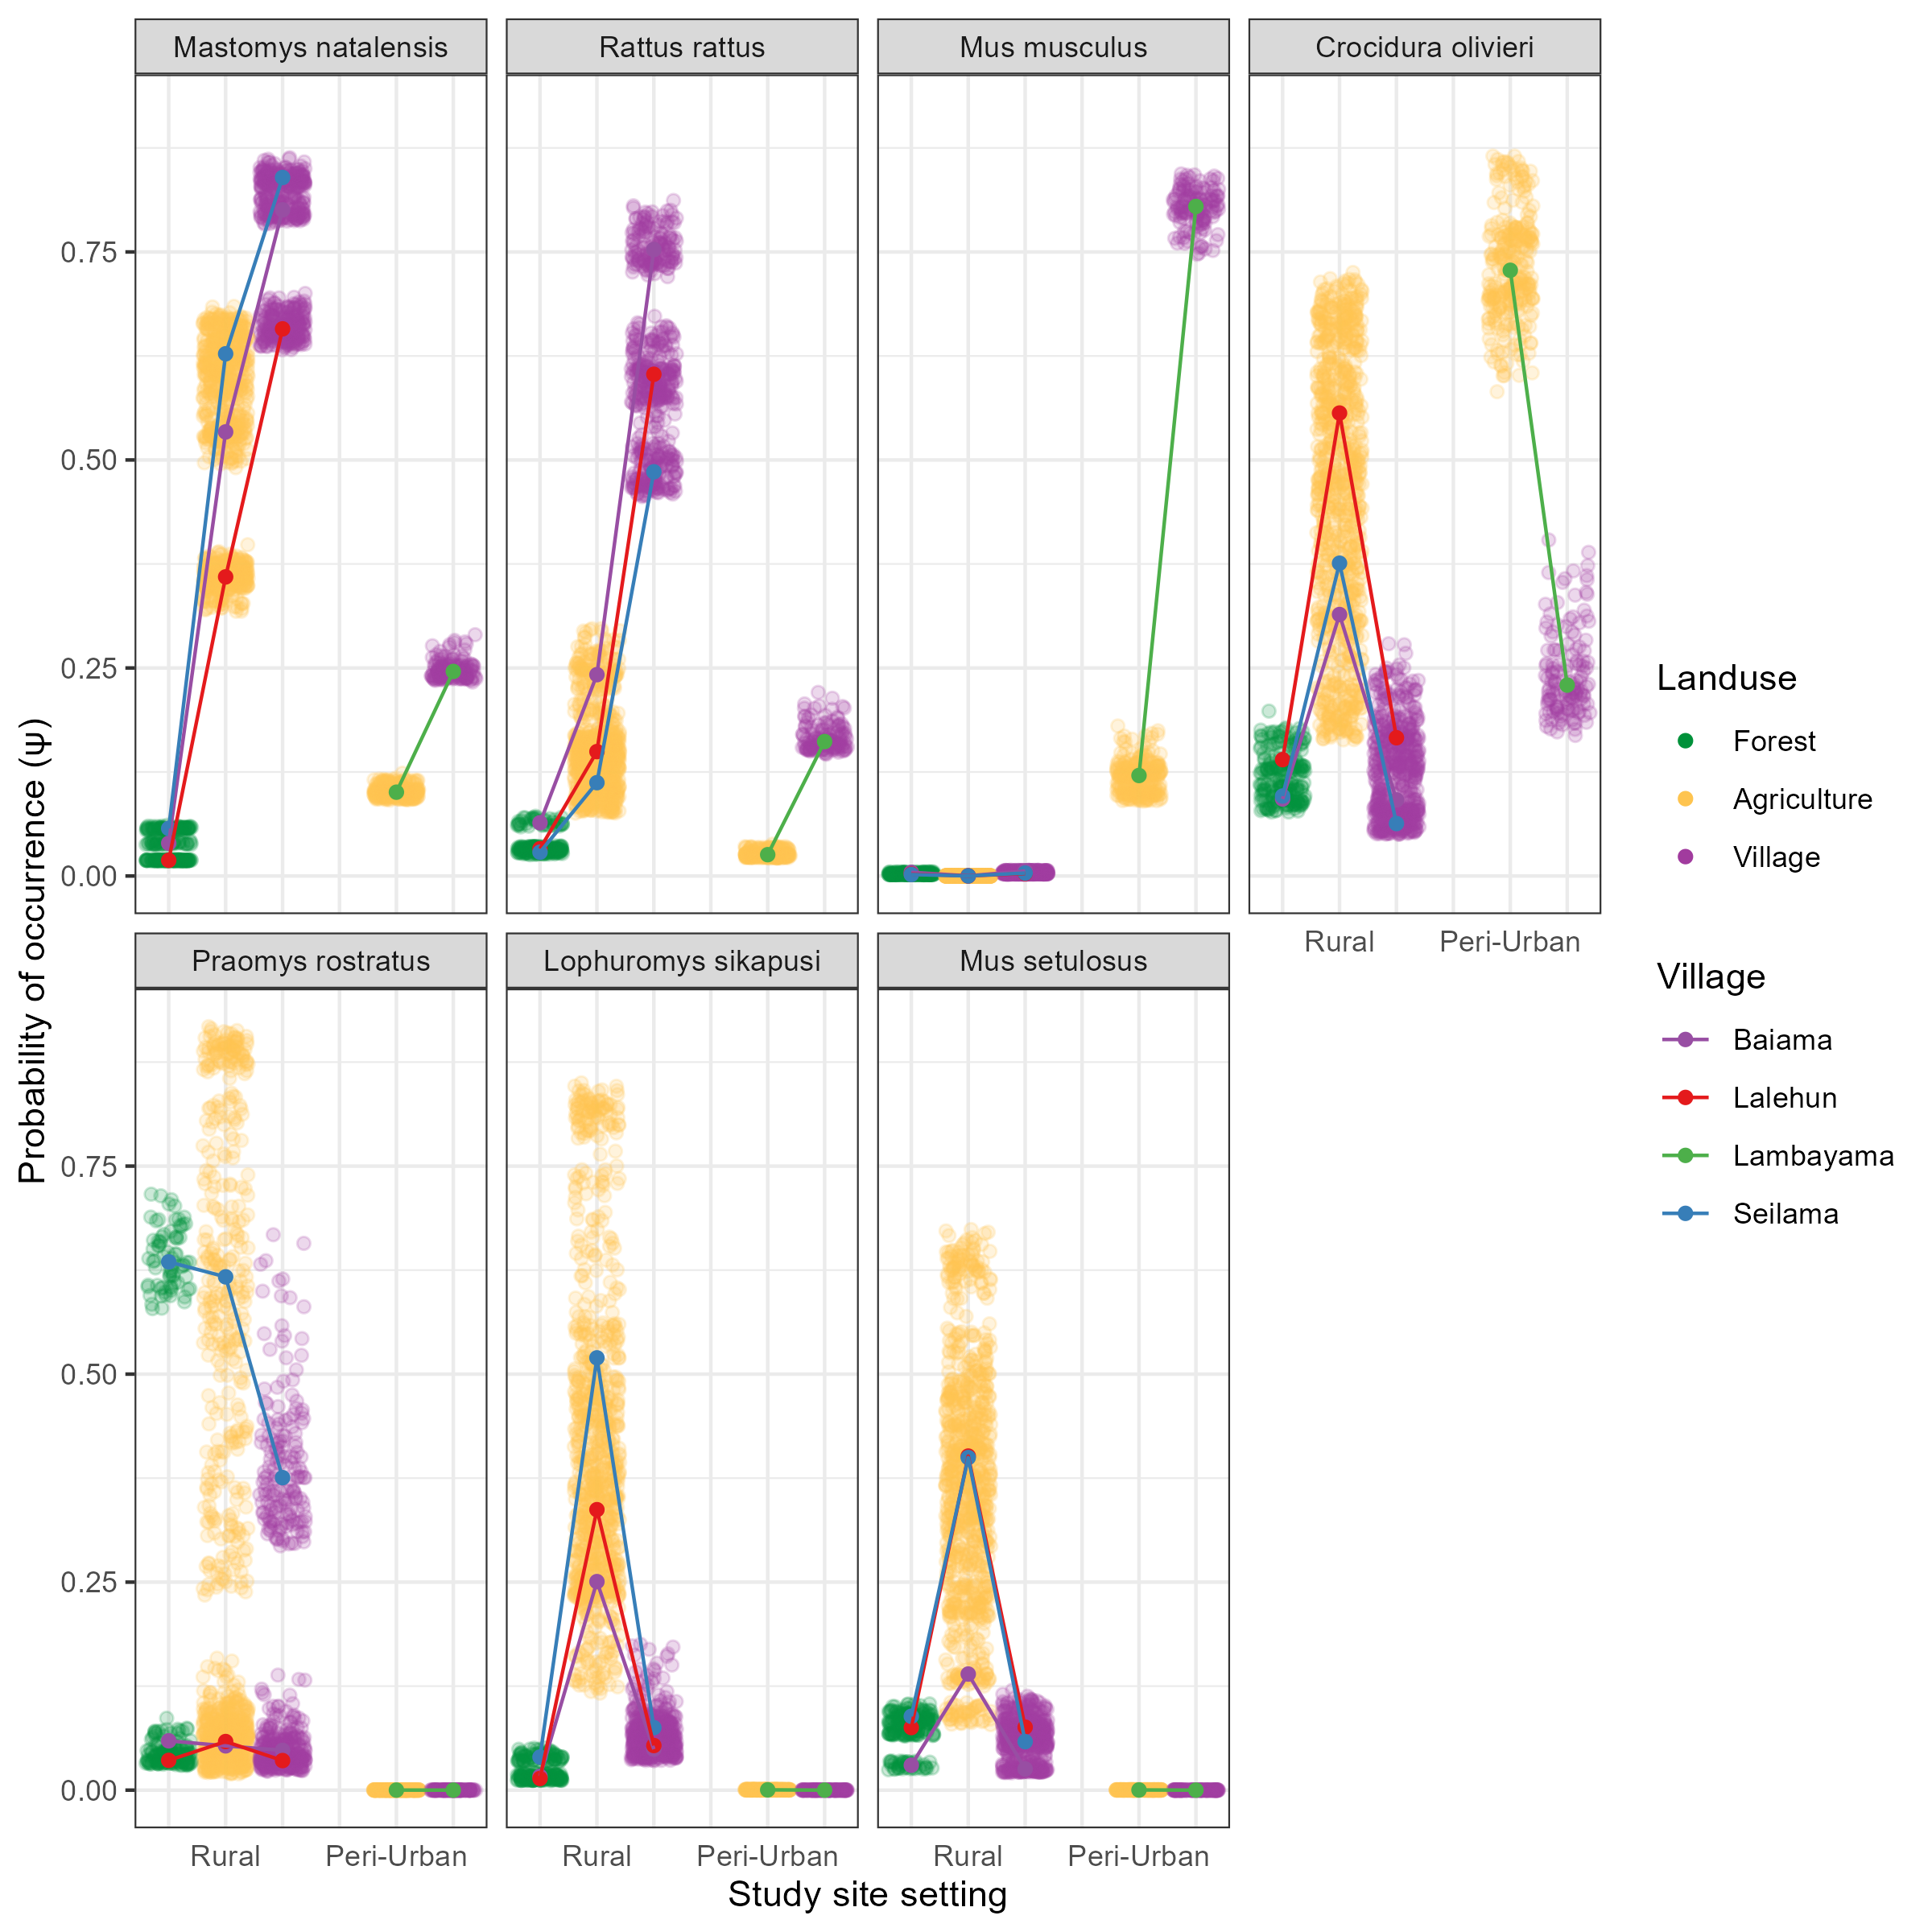 Mastomys natalensis
Rattus rattus
Mus musculus
Crocidura olivieri
0.75
0.50
0.25
0.00
Rural
Peri-Urban
Praomys rostratus
Lophuromys sikapusi
Mus setulosus
0.75
0.50
0.25
0.00
Rural
Peri-Urban
Rural
Peri-Urban
Rural
Peri-Urban
Study site setting
Probability of occurrence (ψ)
Landuse
Forest
Agriculture
Village
Village
Baiama
Lalehun
Lambayama
Seilama